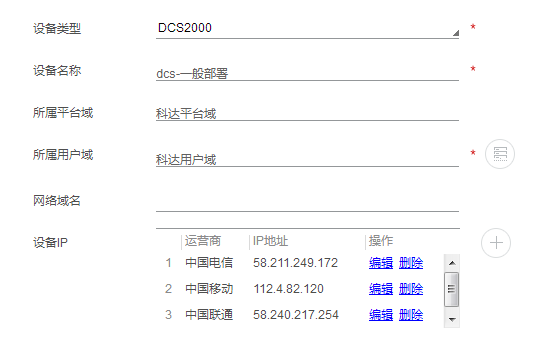 设备类型 DCS2000 *
设备名称 dcs-一般部署 *
所属平台域 科达平台域
所属用户域 科达用户域 *
网络域名
设备IP 运营商 IP地址 操作
1 中国电信 58.211.249.172 编辑 删除
2 中国移动 112.4.82.120 编辑 删除
3 中国联通 58.240.217.254 编辑 删除